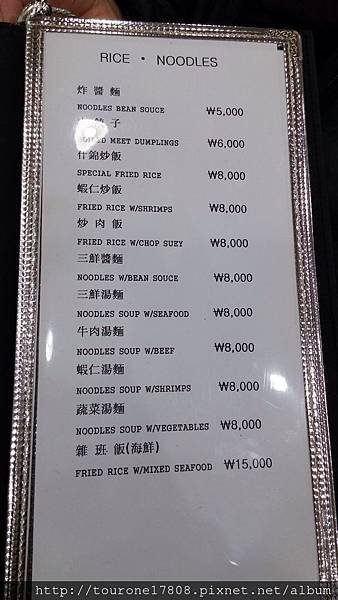 RICE • NOODLES
炸醬麵
NOODLES BEAN SOUCE ₩5,000
子
MEET DUMPLINGS ₩6,000
什錦炒飯
SPECIAL FRIED RICE ₩8,000
蝦仁炒飯
FRIED RICE W/SHRIMPS ₩8,000
炒肉飯
FRIED RICE W/CHOP SUEY ₩8,000
三鮮醬麵
NOODLES W/BEAN SOUCE ₩8,000
三鮮湯麵
NOODLES SOUP W/SEAFOOD ₩8,000
牛肉湯麵
NOODLES SOUP W/BEEF ₩8,000
蝦仁湯麵
NOODLES SOUP W/SHRIMPS ₩8,000
蔬菜湯麵
NOODLES SOUP W/VEGETABLES ₩8,000
雜班飯(海鮮)
FRIED RICE W/MIXED SEAFOOD ₩15,000
http://tourone17808.pixnet.net/album